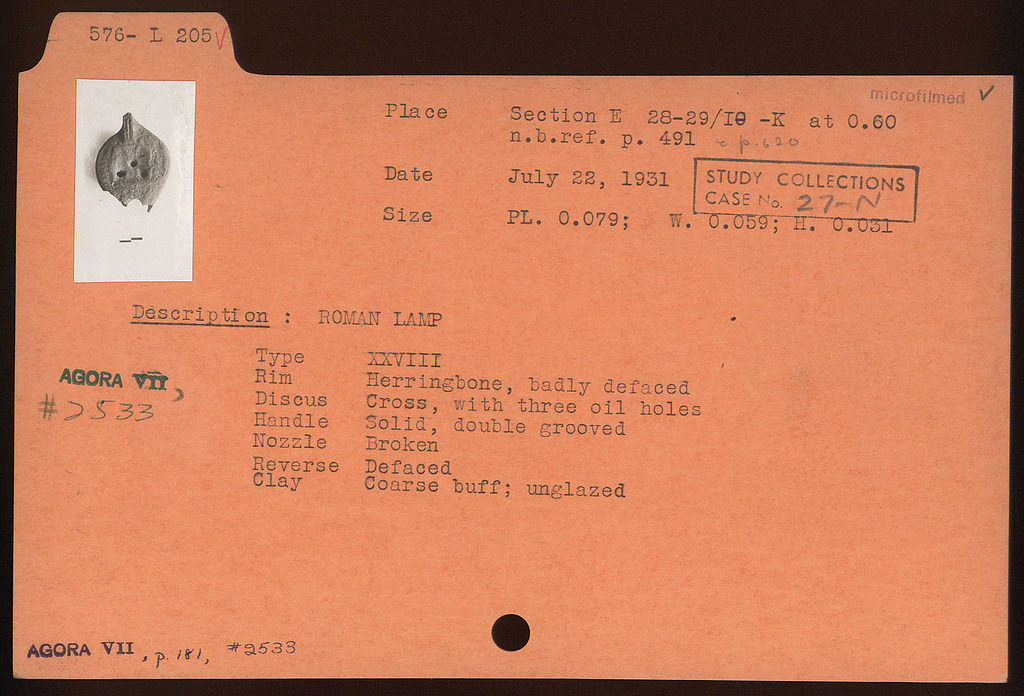 576- L 205 √
microfilmed ✓
Place Section E 28-29/I0 -K at 0.60
n.b.ref. p. 491 p. 620
Date July 22, 1931
STUDY COLLECTIONS
CASE No. 27-N
Size PL. 0.079; W. 0.059; H. 0.031
Description : ROMAN LAMP
Type XXVIII
Rim Herringbone, badly defaced
Discus Cross, with three oil holes
Handle Solid, double grooved
Nozzle Broken
Reverse Defaced
Clay Coarse buff; unglazed
AGORA VII,
#2533
AGORA VII, p. 181, #2533